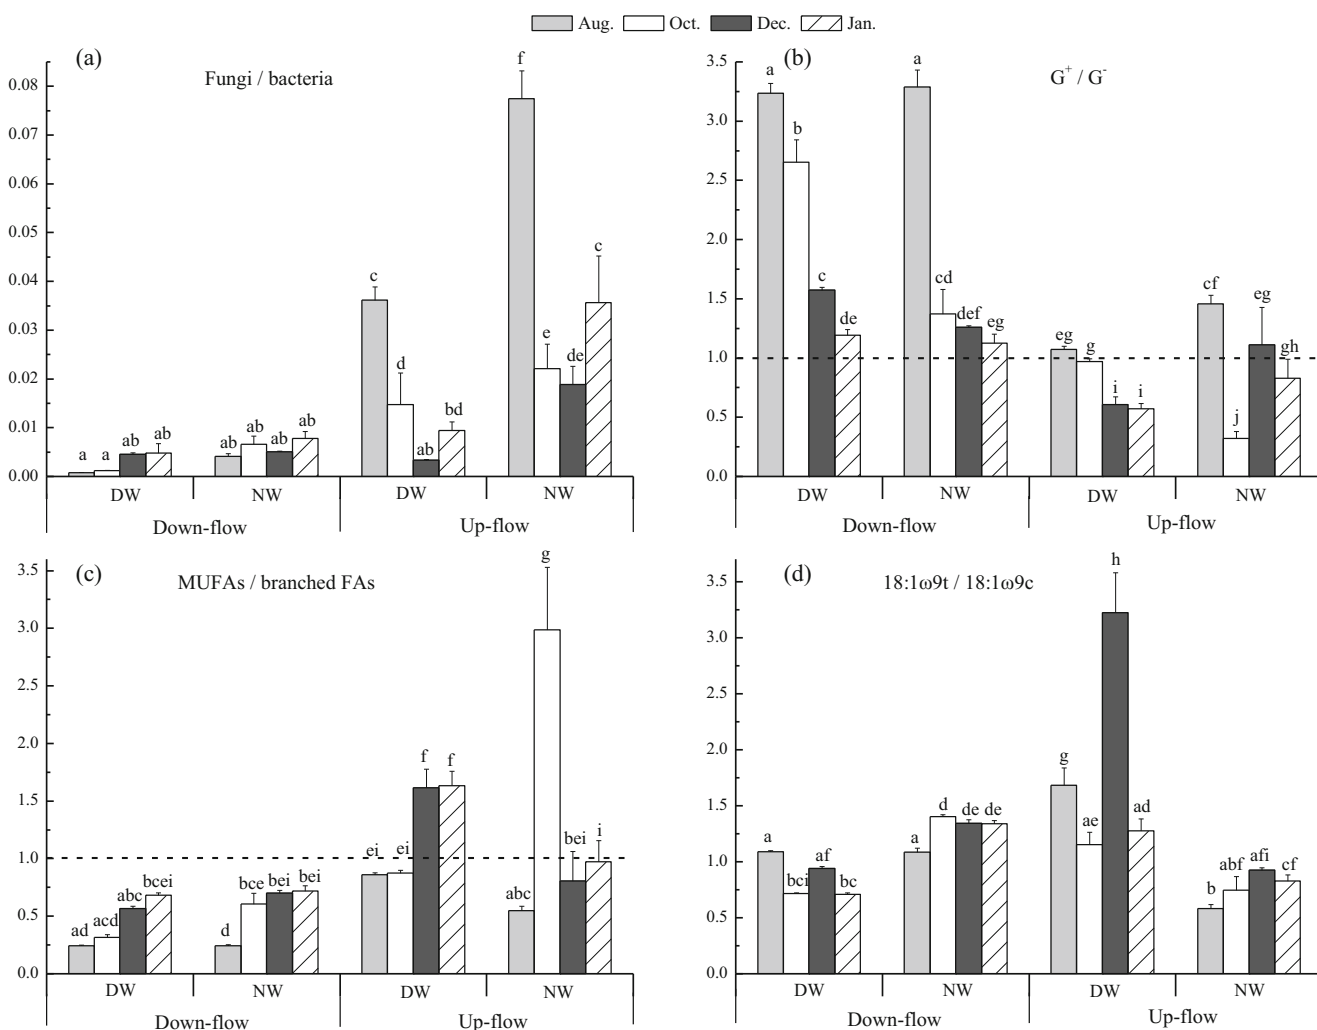 Aug. Oct. Dec. Jan.
(a) Fungi / bacteria
0.08
0.07
0.06
0.05
0.04
0.03
0.02
0.01
0.00
a a ab ab
ab ab ab ab
c d ab bd
f e de c
DW NW DW NW
Down-flow Up-flow
(b) G⁺ / G⁻
3.5
3.0
2.5
2.0
1.5
1.0
0.5
0.0
a b c de
a cd def eg
eg g i i
cf j eg gh
DW NW DW NW
Down-flow Up-flow
(c) MUFAs / branched FAs
3.5
3.0
2.5
2.0
1.5
1.0
0.5
0.0
ad acd abc bcei
d bce bei bei
ei ei f f
abc g bei i
DW NW DW NW
Down-flow Up-flow
(d) 18:1ω9t / 18:1ω9c
3.5
3.0
2.5
2.0
1.5
1.0
0.5
0.0
a bci af bc
a d de de
g ae h ad
b abf afi cf
DW NW DW NW
Down-flow Up-flow